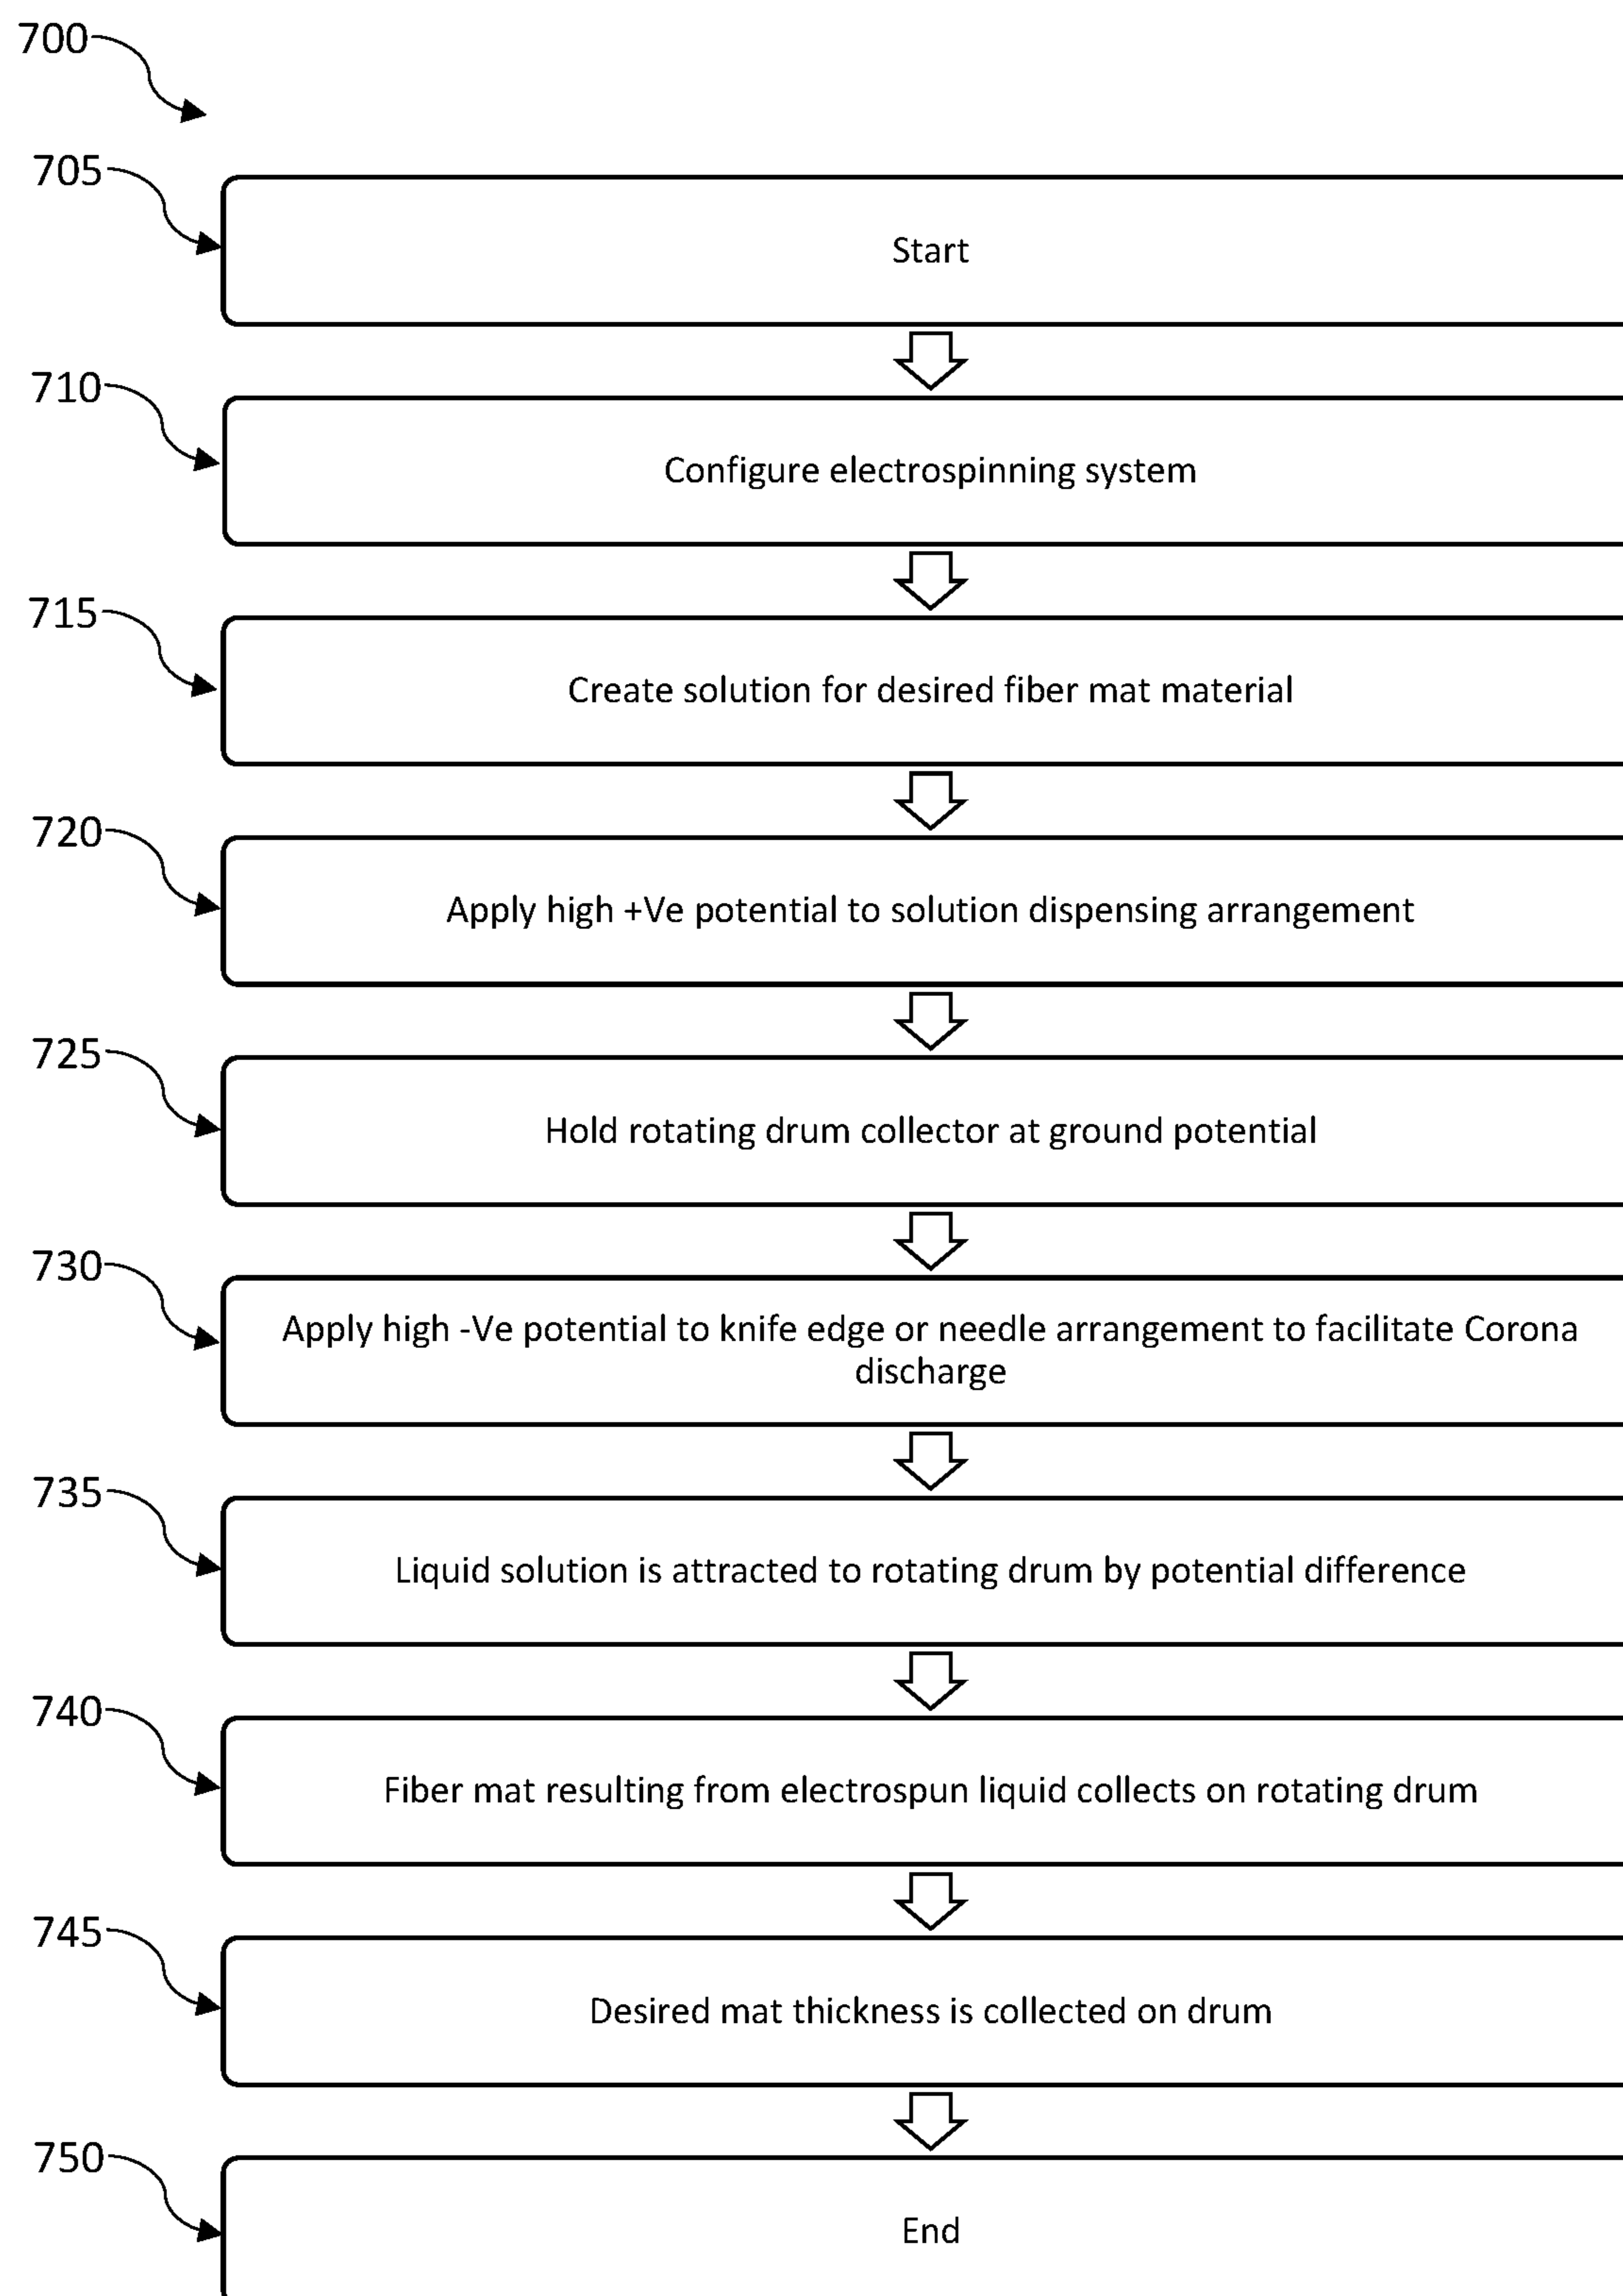 700
705
Start
710
Configure electrospinning system
715
Create solution for desired fiber mat material
720
Apply high +Ve potential to solution dispensing arrangement
725
Hold rotating drum collector at ground potential
730
Apply high -Ve potential to knife edge or needle arrangement to facilitate Corona
discharge
735
Liquid solution is attracted to rotating drum by potential difference
740
Fiber mat resulting from electrospun liquid collects on rotating drum
745
Desired mat thickness is collected on drum
750
End